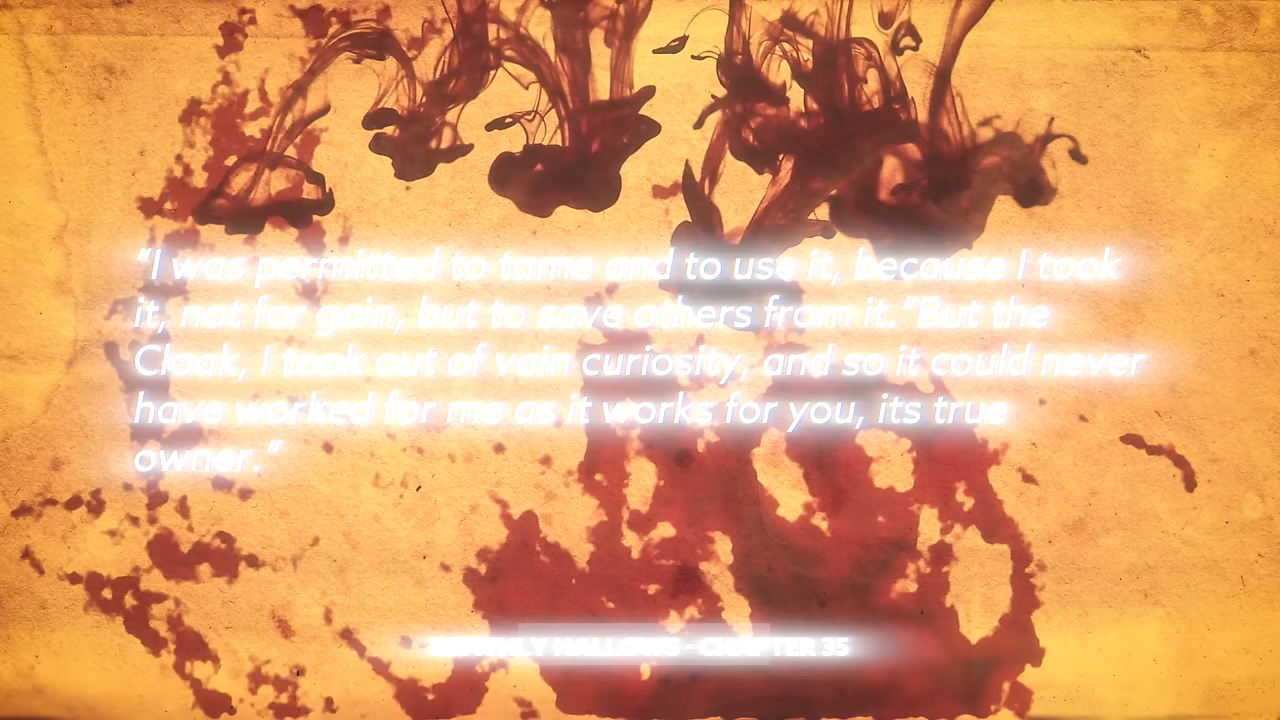 “I was permitted to tame and to use it, because I took
it, not for gain, but to save others from it.“But the
Cloak, I took out of vain curiosity, and so it could never
have worked for me as it works for you, its true
owner.”
HALLOWS - CHAPTER 35